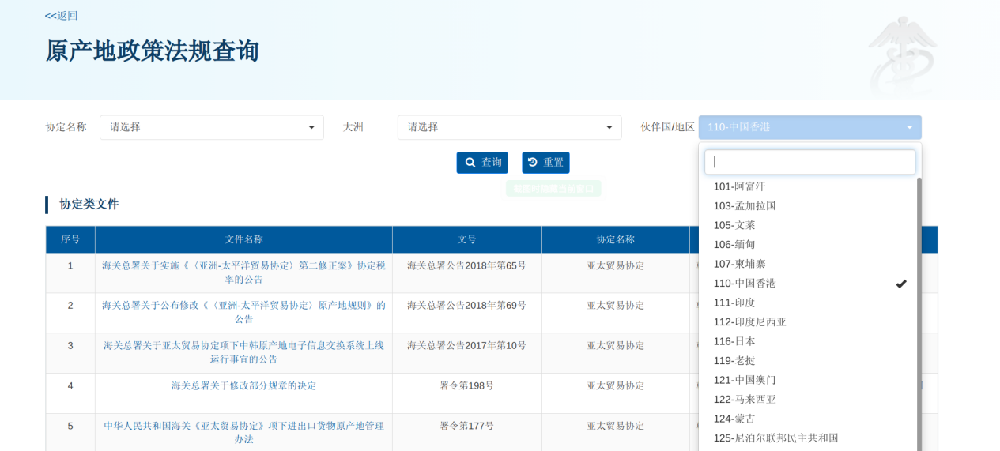 <<返回
原产地政策法规查询
协定名称 请选择 大洲 请选择 伙伴国/地区 110-中国香港
查询 重置
101-阿富汗
103-孟加拉国
105-文莱
106-缅甸
107-柬埔寨
110-中国香港
111-印度
112-印度尼西亚
116-日本
119-老挝
121-中国澳门
122-马来西亚
124-蒙古
125-尼泊尔联邦民主共和国
协定类文件
序号 文件名称 文号 协定名称
1 海关总署关于实施《〈亚洲-太平洋贸易协定〉第二修正案》协定税 海关总署公告2018年第65号 亚太贸易协定
率的公告
2 海关总署关于公布修改《〈亚洲-太平洋贸易协定〉原产地规则》的 海关总署公告2018年第69号 亚太贸易协定
公告
3 海关总署关于亚太贸易协定项下中韩原产地电子信息交换系统上线 海关总署公告2017年第10号 亚太贸易协定
运行事宜的公告
4 海关总署关于修改部分规章的决定 署令第198号 亚太贸易协定
5 中华人民共和国海关《亚太贸易协定》项下进出口货物原产地管理 署令第177号 亚太贸易协定
办法